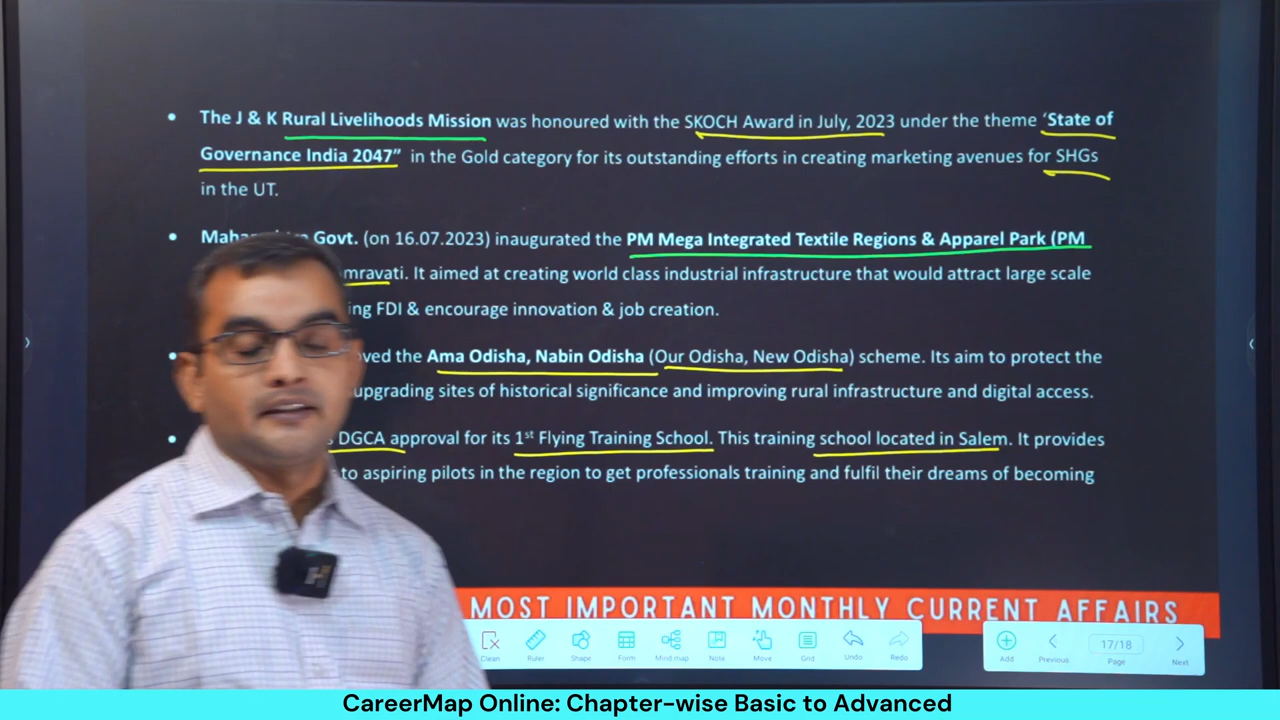 • The J & K Rural Livelihoods Mission was honoured with the SKOCH Award in July, 2023 under the theme ‘State of
Governance India 2047” in the Gold category for its outstanding efforts in creating marketing avenues for SHGs
in the UT.
• Govt. (on 16.07.2023) inaugurated the PM Mega Integrated Textile Regions & Apparel Park (PM
It aimed at creating world class industrial infrastructure that would attract large scale
FDI & encourage innovation & job creation.
the Ama Odisha, Nabin Odisha (Our Odisha, New Odisha) scheme. Its aim to protect the
upgrading sites of historical significance and improving rural infrastructure and digital access.
• DGCA approval for its 1st Flying Training School. This training school located in Salem. It provides
to aspiring pilots in the region to get professionals training and fulfil their dreams of becoming
MOST IMPORTANT MONTHLY CURRENT AFFAIRS
Clean Ruler Shape Form Mind map Note Move Grid Undo Redo
Add Previous 17/18 Page Next
CareerMap Online: Chapter-wise Basic to Advanced